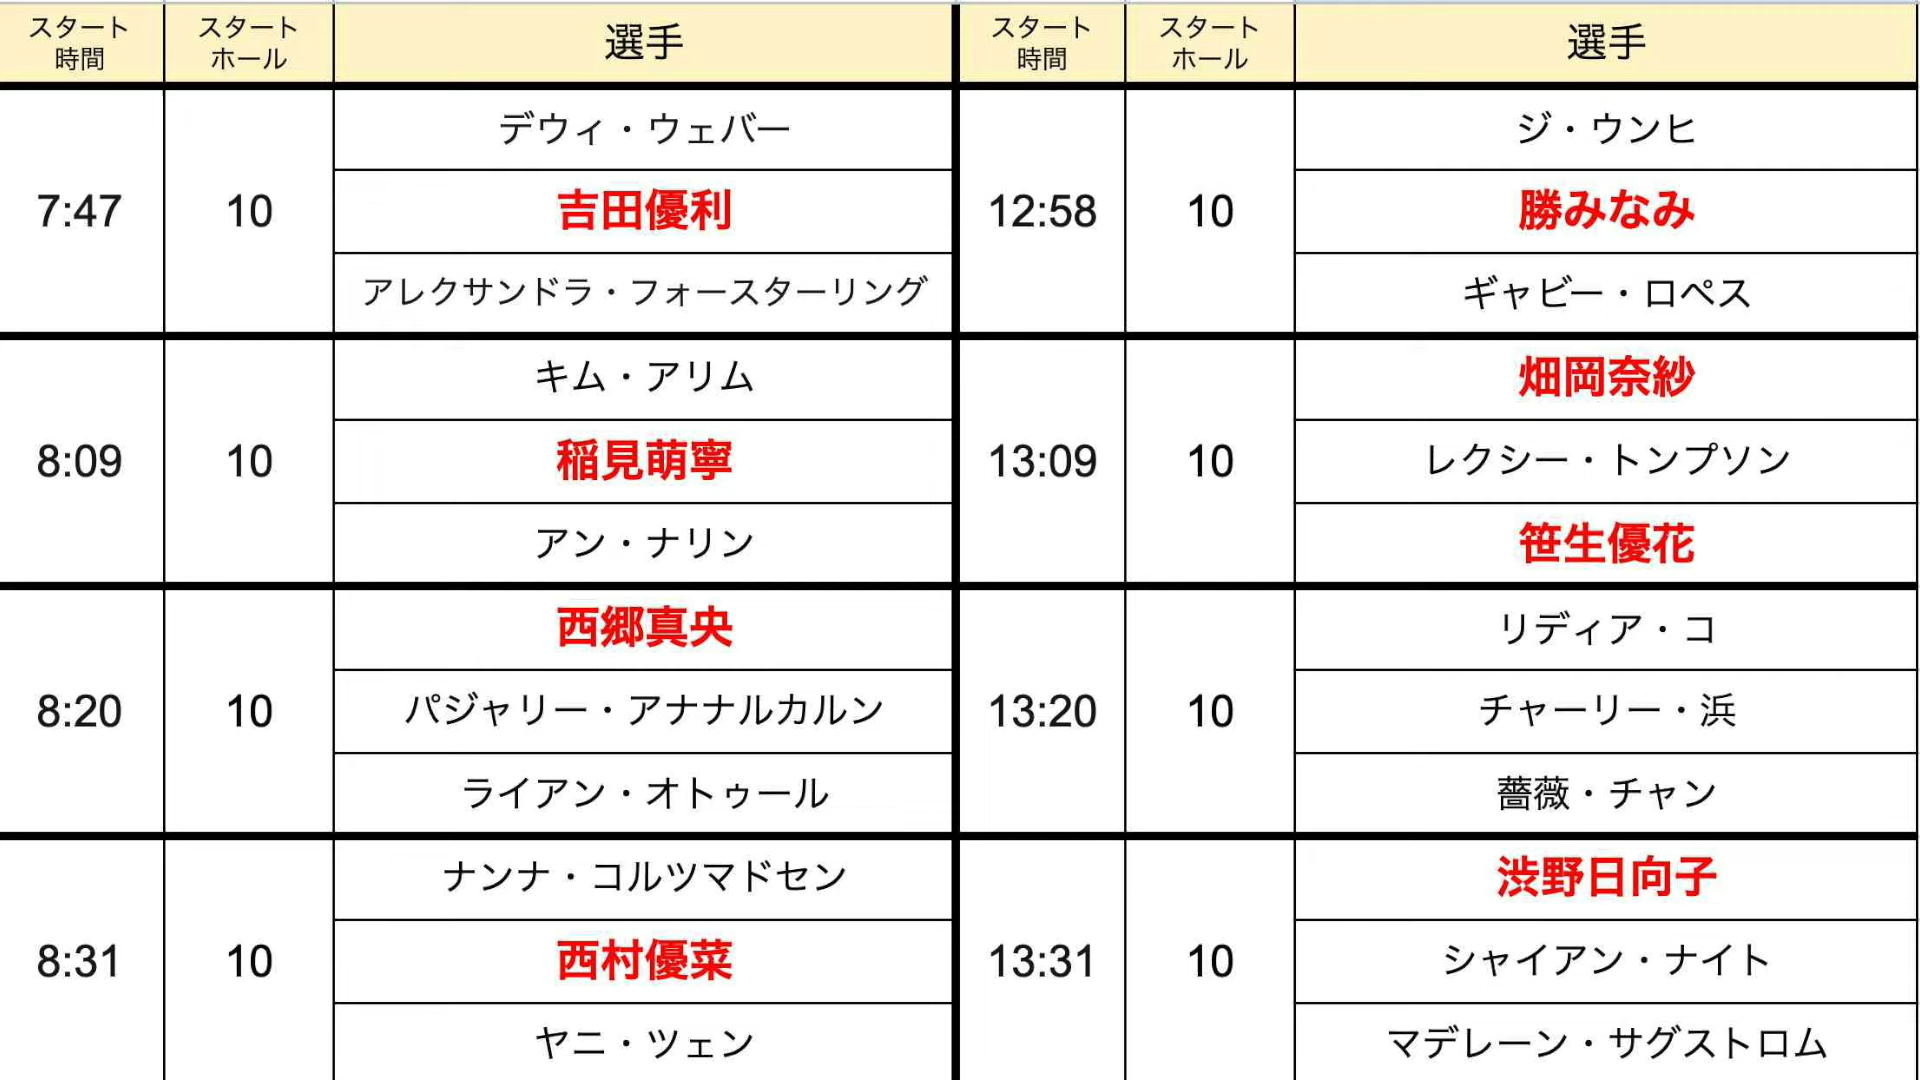 スタート
時間
スタート
ホール
選手
スタート
時間
スタート
ホール
選手
7:47
10
デウィ・ウェバー
吉田優利
アレクサンドラ・フォースターリング
12:58
10
ジ・ウンヒ
勝みなみ
ギャビー・ロペス
8:09
10
キム・アリム
稲見萌寧
アン・ナリン
13:09
10
畑岡奈紗
レクシー・トンプソン
笹生優花
8:20
10
西郷真央
パジャリー・アナナルカルン
ライアン・オトゥール
13:20
10
リディア・コ
チャーリー・浜
薔薇・チャン
8:31
10
ナンナ・コルツマドセン
西村優菜
ヤニ・ツェン
13:31
10
渋野日向子
シャイアン・ナイト
マデレーン・サグストロム